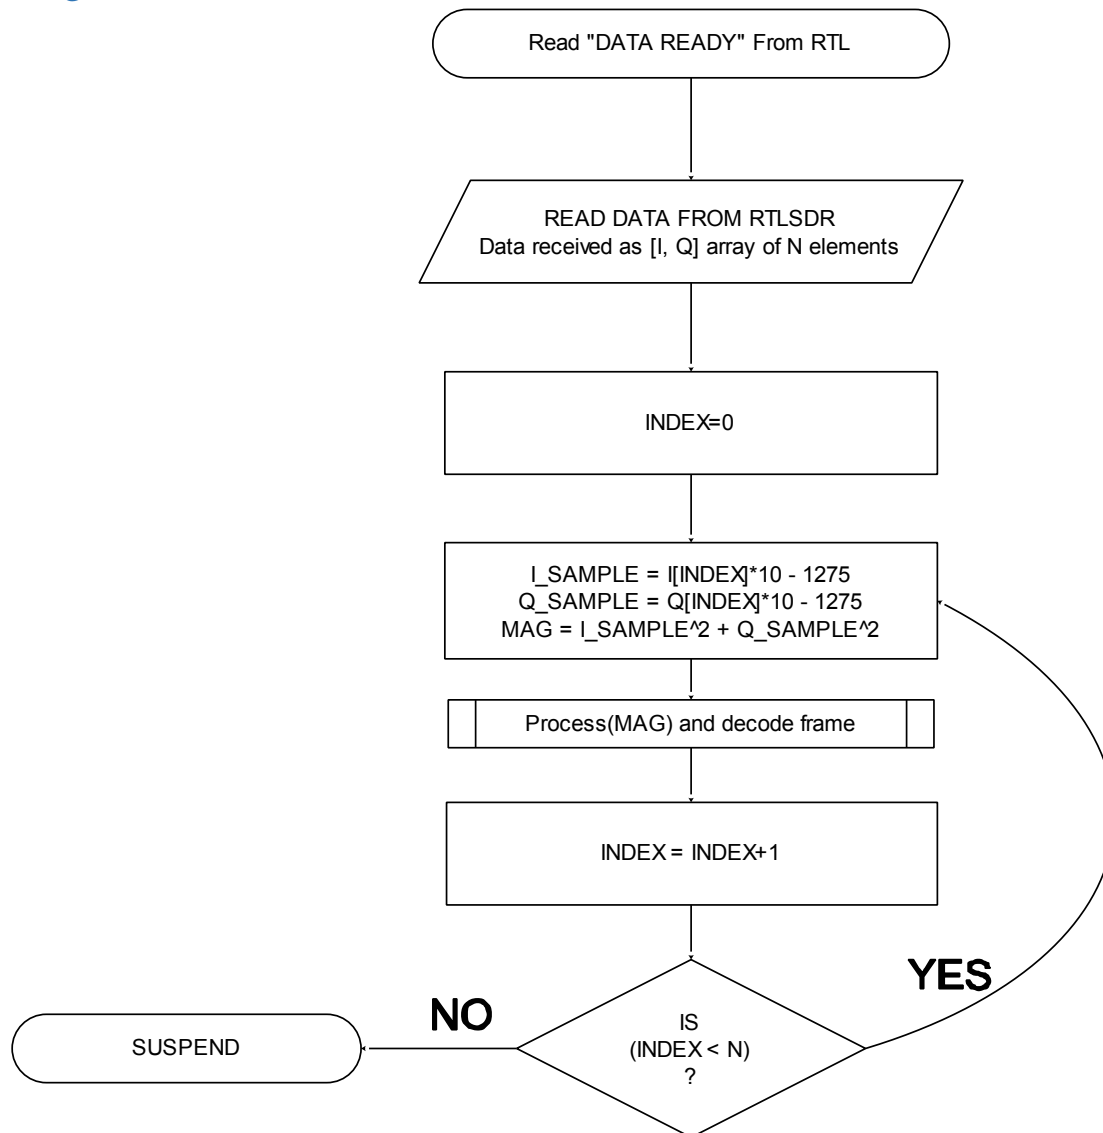 Read "DATA READY" From RTL
READ DATA FROM RTLSDR
Data received as [I, Q] array of N elements
INDEX=0
I_SAMPLE = I[INDEX]*10 - 1275
Q_SAMPLE = Q[INDEX]*10 - 1275
MAG = I_SAMPLE^2 + Q_SAMPLE^2
Process(MAG) and decode frame
INDEX = INDEX+1
YES
NO
IS
(INDEX < N)
?
SUSPEND